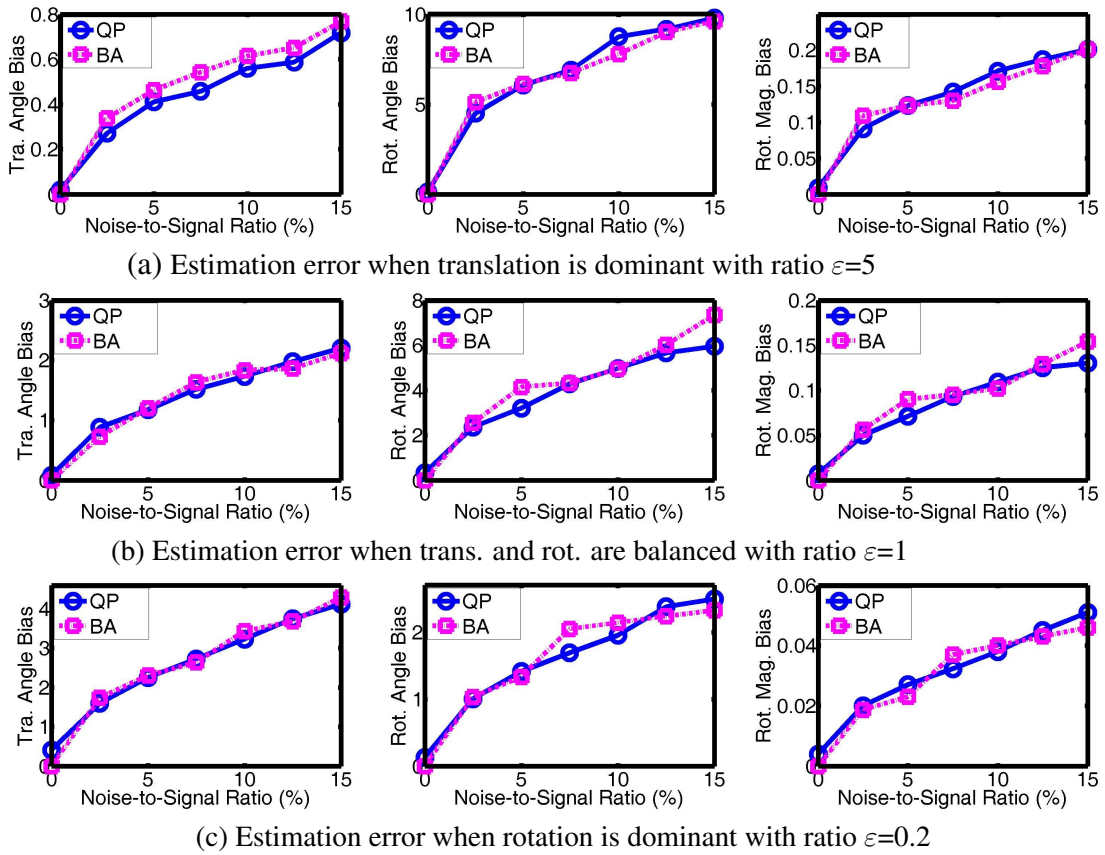 Tra. Angle Bias
0.8
0.6
0.4
0.2
0
QP
BA
0 5 10 15
Noise-to-Signal Ratio (%)
Rot. Angle Bias
10
5
0
QP
BA
0 5 10 15
Noise-to-Signal Ratio (%)
Rot. Mag. Bias
0.2
0.15
0.1
0.05
0
QP
BA
0 5 10 15
Noise-to-Signal Ratio (%)
(a) Estimation error when translation is dominant with ratio ε=5
Tra. Angle Bias
3
2
1
0
QP
BA
0 5 10 15
Noise-to-Signal Ratio (%)
Rot. Angle Bias
8
6
4
2
0
QP
BA
0 5 10 15
Noise-to-Signal Ratio (%)
Rot. Mag. Bias
0.2
0.15
0.1
0.05
0
QP
BA
0 5 10 15
Noise-to-Signal Ratio (%)
(b) Estimation error when trans. and rot. are balanced with ratio ε=1
Tra. Angle Bias
4
3
2
1
0
QP
BA
0 5 10 15
Noise-to-Signal Ratio (%)
Rot. Angle Bias
2
1
0
QP
BA
0 5 10 15
Noise-to-Signal Ratio (%)
Rot. Mag. Bias
0.06
0.04
0.02
0
QP
BA
0 5 10 15
Noise-to-Signal Ratio (%)
(c) Estimation error when rotation is dominant with ratio ε=0.2